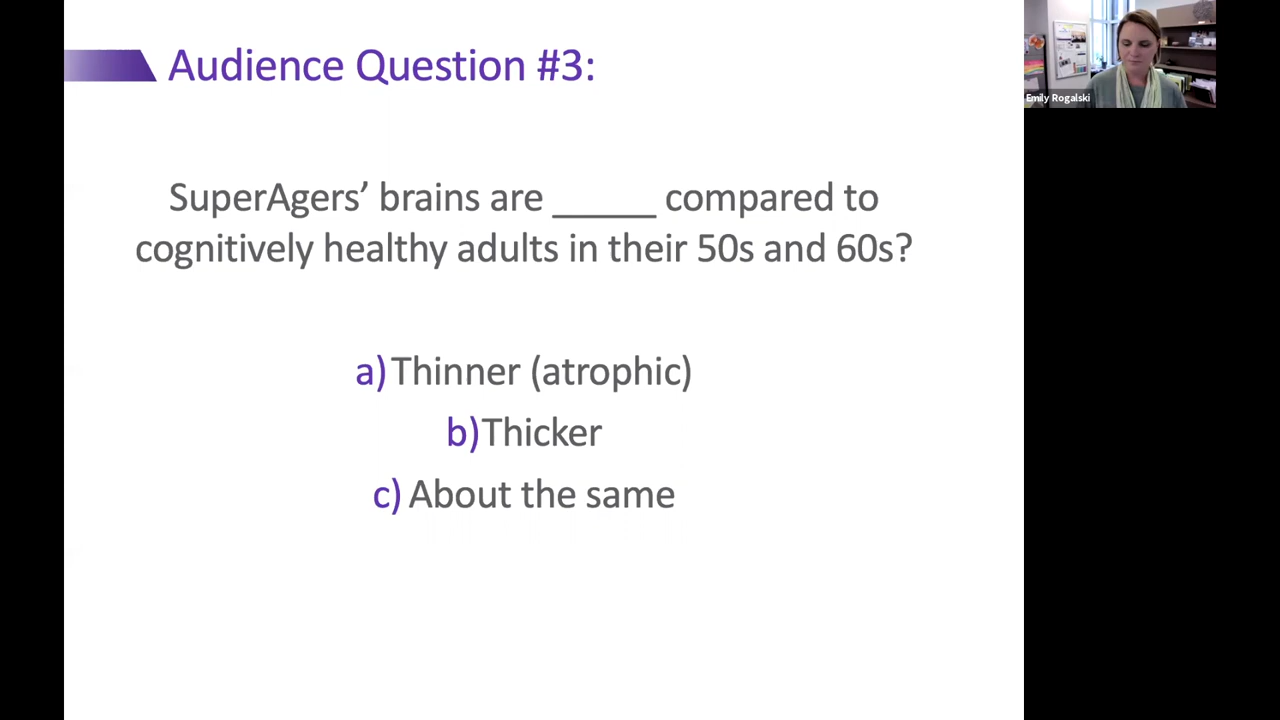 Audience Question #3:
Emily Rogalski
SuperAgers’ brains are _____ compared to
cognitively healthy adults in their 50s and 60s?
a) Thinner (atrophic)
b) Thicker
c) About the same